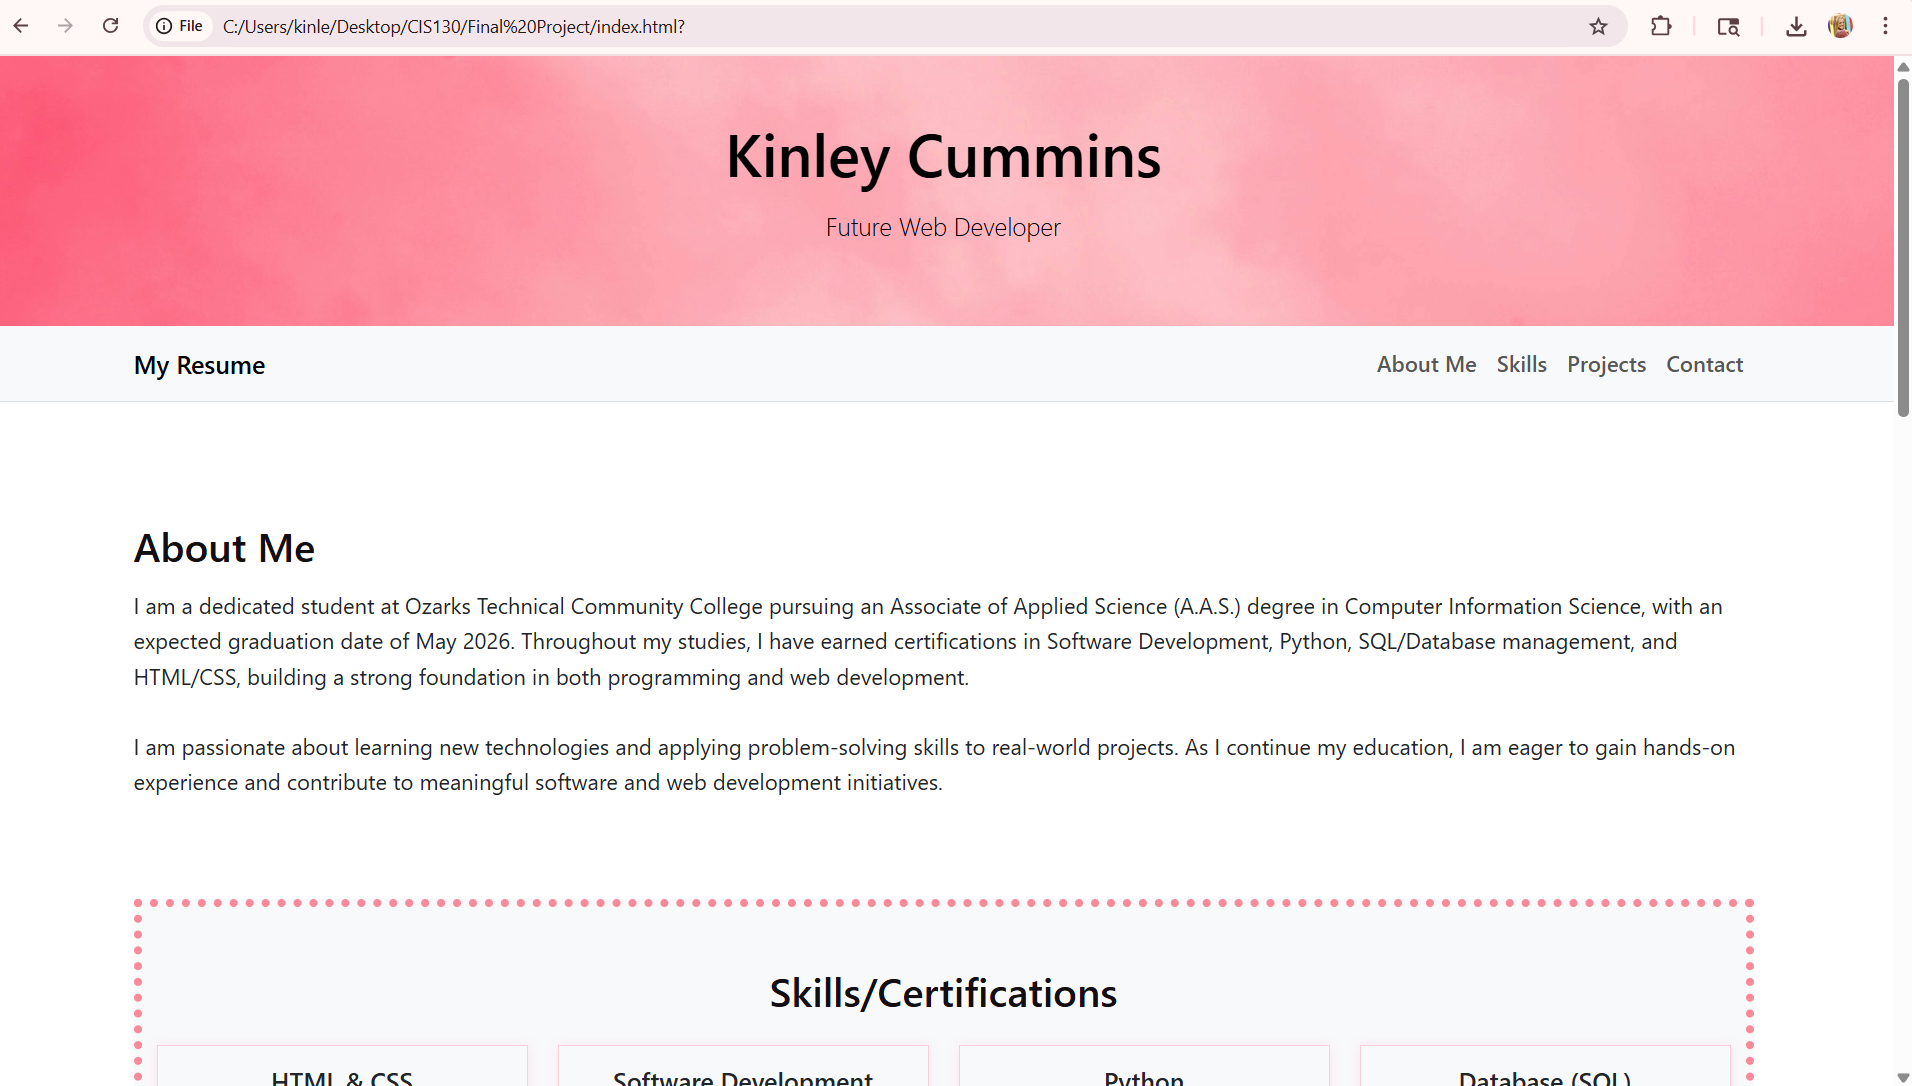 File C:/Users/kinle/Desktop/CIS130/Final%20Project/index.html?
Kinley Cummins
Future Web Developer
My Resume About Me Skills Projects Contact
About Me
I am a dedicated student at Ozarks Technical Community College pursuing an Associate of Applied Science (A.A.S.) degree in Computer Information Science, with an
expected graduation date of May 2026. Throughout my studies, I have earned certifications in Software Development, Python, SQL/Database management, and
HTML/CSS, building a strong foundation in both programming and web development.
I am passionate about learning new technologies and applying problem-solving skills to real-world projects. As I continue my education, I am eager to gain hands-on
experience and contribute to meaningful software and web development initiatives.
Skills/Certifications
HTML & CSS Software Development Python Database (SQL)